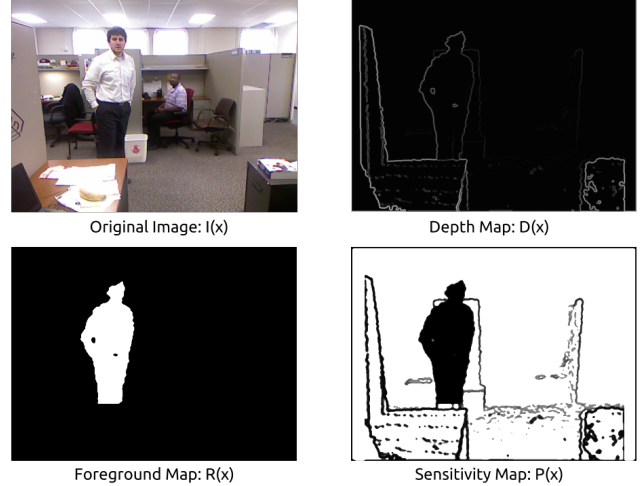 Original Image: I(x)
Depth Map: D(x)
Foreground Map: R(x)
Sensitivity Map: P(x)